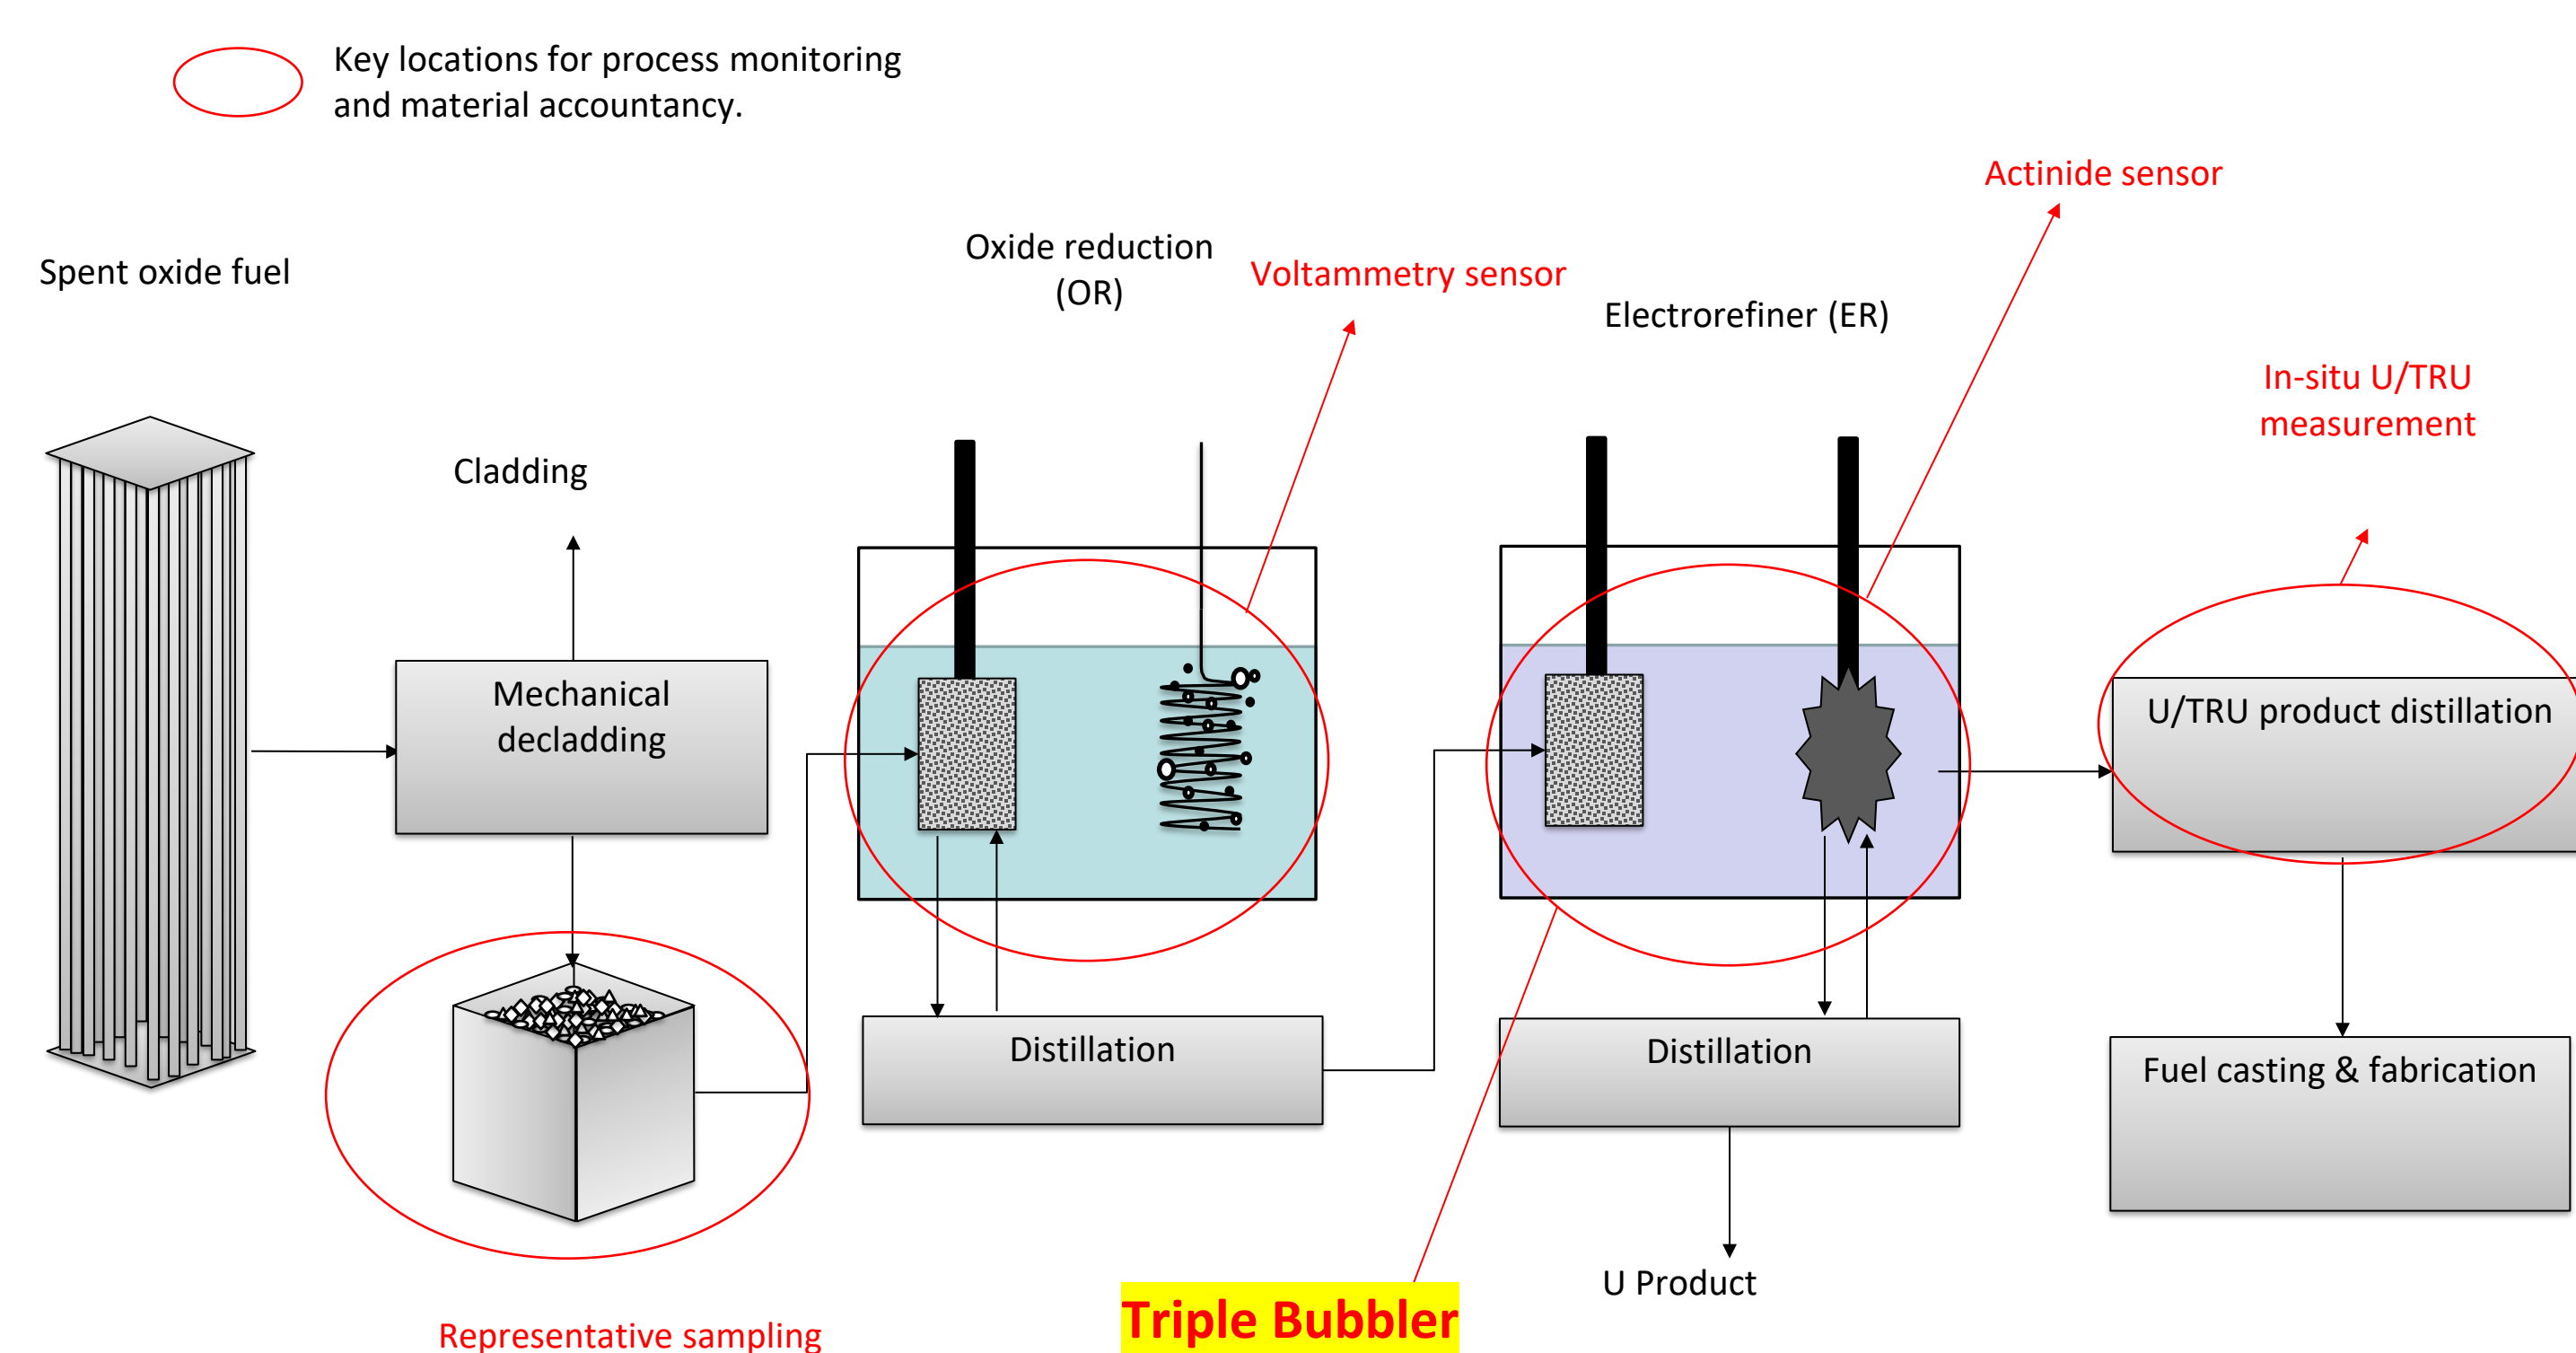 Key locations for process monitoring
and material accountancy.
Actinide sensor
Spent oxide fuel
Oxide reduction
(OR)
Voltammetry sensor
Electrorefiner (ER)
In-situ U/TRU
measurement
Cladding
Mechanical
decladding
U/TRU product distillation
Distillation
Distillation
Fuel casting & fabrication
U Product
Triple Bubbler
Representative sampling